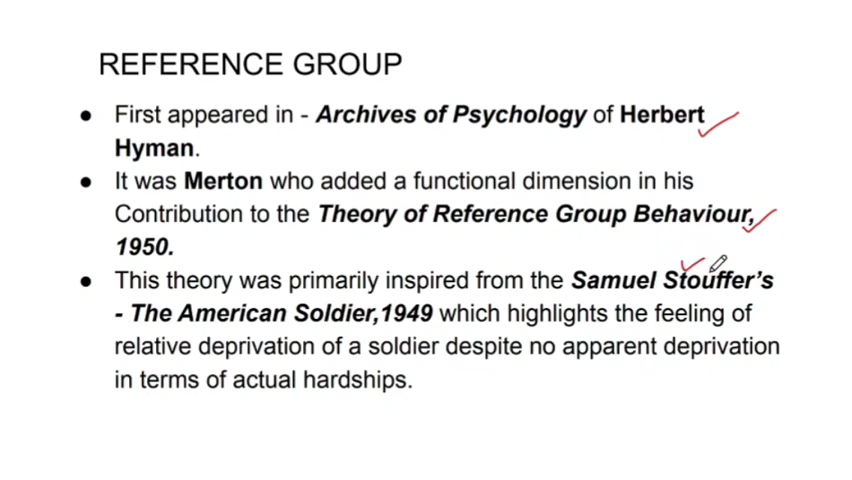 REFERENCE GROUP
● First appeared in - Archives of Psychology of Herbert
Hyman.
● It was Merton who added a functional dimension in his
Contribution to the Theory of Reference Group Behaviour,
1950.
● This theory was primarily inspired from the Samuel Stouffer's
- The American Soldier,1949 which highlights the feeling of
relative deprivation of a soldier despite no apparent deprivation
in terms of actual hardships.